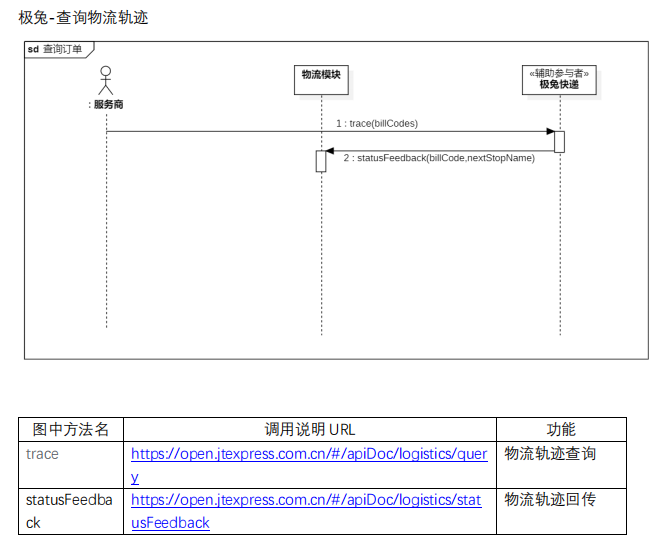 极兔-查询物流轨迹
sd 查询订单
: 服务商
物流模块
«辅助参与者»
极兔快递
1 : trace(billCodes)
2 : statusFeedback(billCode,nextStopName)
图中方法名 调用说明 URL 功能
trace https://open.jtexpress.com.cn/#/apiDoc/logistics/quer 物流轨迹查询
y
statusFeedba https://open.jtexpress.com.cn/#/apiDoc/logistics/stat 物流轨迹回传
ck usFeedback